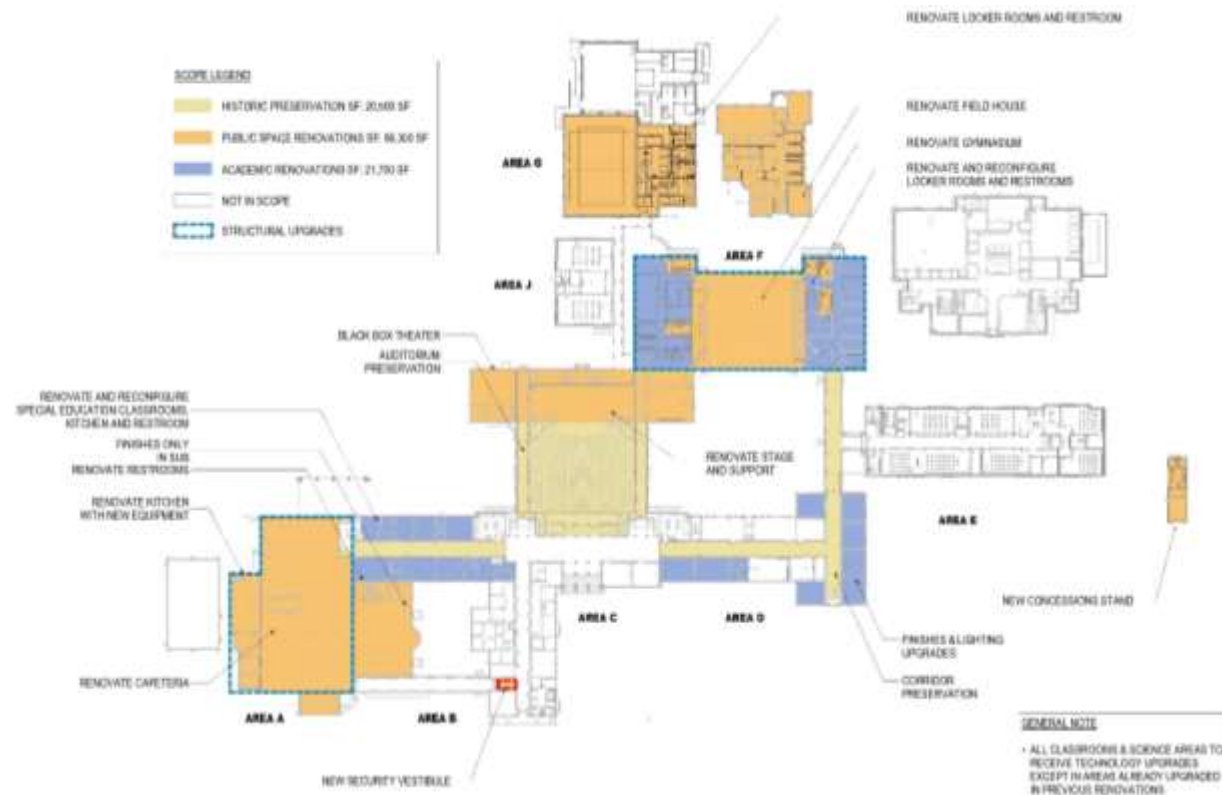 RENOVATE LOCKER ROOMS AND RESTROOM
SCOPE LEGEND
HISTORIC PRESERVATION SF: SF
PUBLIC SPACE RENOVATIONS SF: SF
ACADEMIC RENOVATIONS SF: 21,700 SF
NOT IN SCOPE
STRUCTURAL UPGRADES
RENOVATE FIELD HOUSE
RENOVATE GYMNASIUM
RENOVATE AND RECONFIGURE
LOCKER ROOMS AND RESTROOMS
AREA G
AREA F
AREA J
BLACK BOX THEATER
AUDITORIUM
PRESERVATION
RENOVATE AND RECONFIGURE
SPECIAL EDUCATION CLASSROOMS,
KITCHEN AND RESTROOM
FINISHES ONLY
IN SUB
RENOVATE RESTROOMS
RENOVATE KITCHEN
WITH NEW EQUIPMENT
RENOVATE STAGE
AND SUPPORT
AREA E
NEW CONCESSIONS STAND
AREA C
AREA D
FINISHES & LIGHTING
UPGRADES
CORRIDOR
PRESERVATION
RENOVATE CAFETERIA
AREA A
AREA B
NEW SECURITY VESTIBULE
GENERAL NOTE
• ALL CLASSROOMS & SCIENCE AREAS TO
RECEIVE TECHNOLOGY UPGRADES
EXCEPT IN AREAS ALREADY UPGRADED
IN PREVIOUS RENOVATIONS